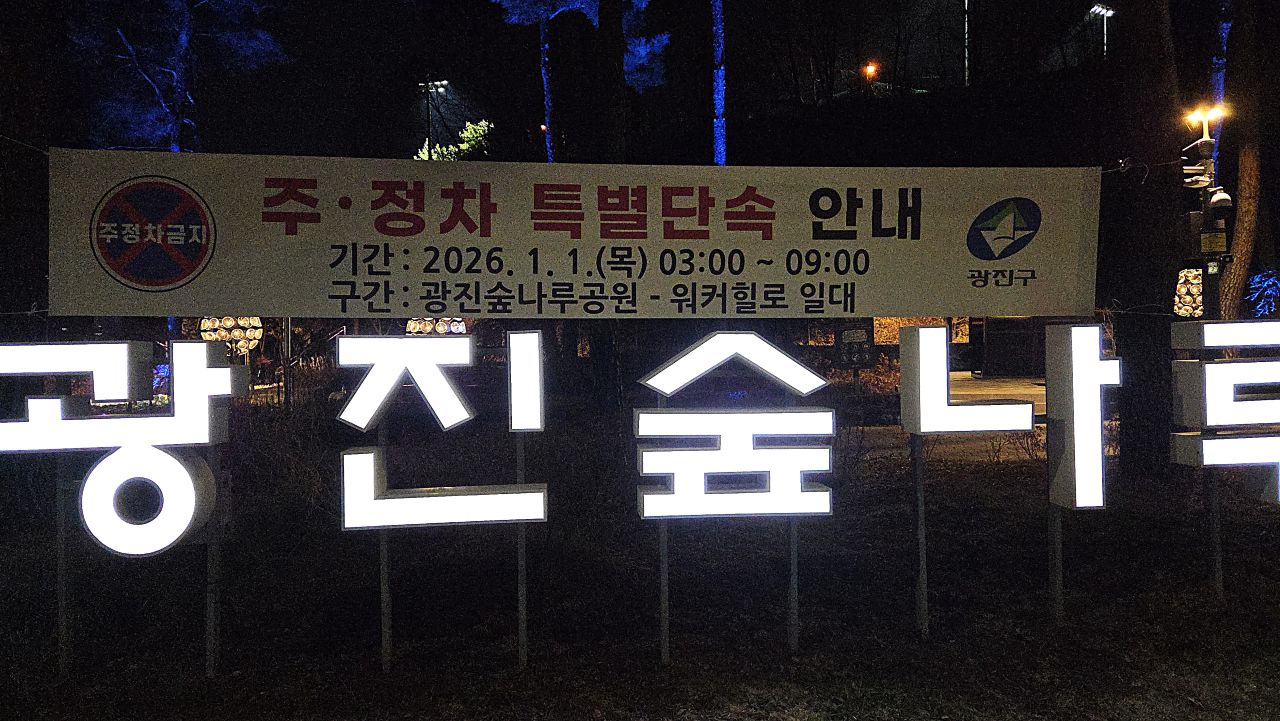 주정차금지
주·정차 특별단속 안내
기간 : 2026. 1. 1.(목) 03:00 ~ 09:00
구간 : 광진숲나루공원 - 워커힐로 일대
광진구
광진숲나